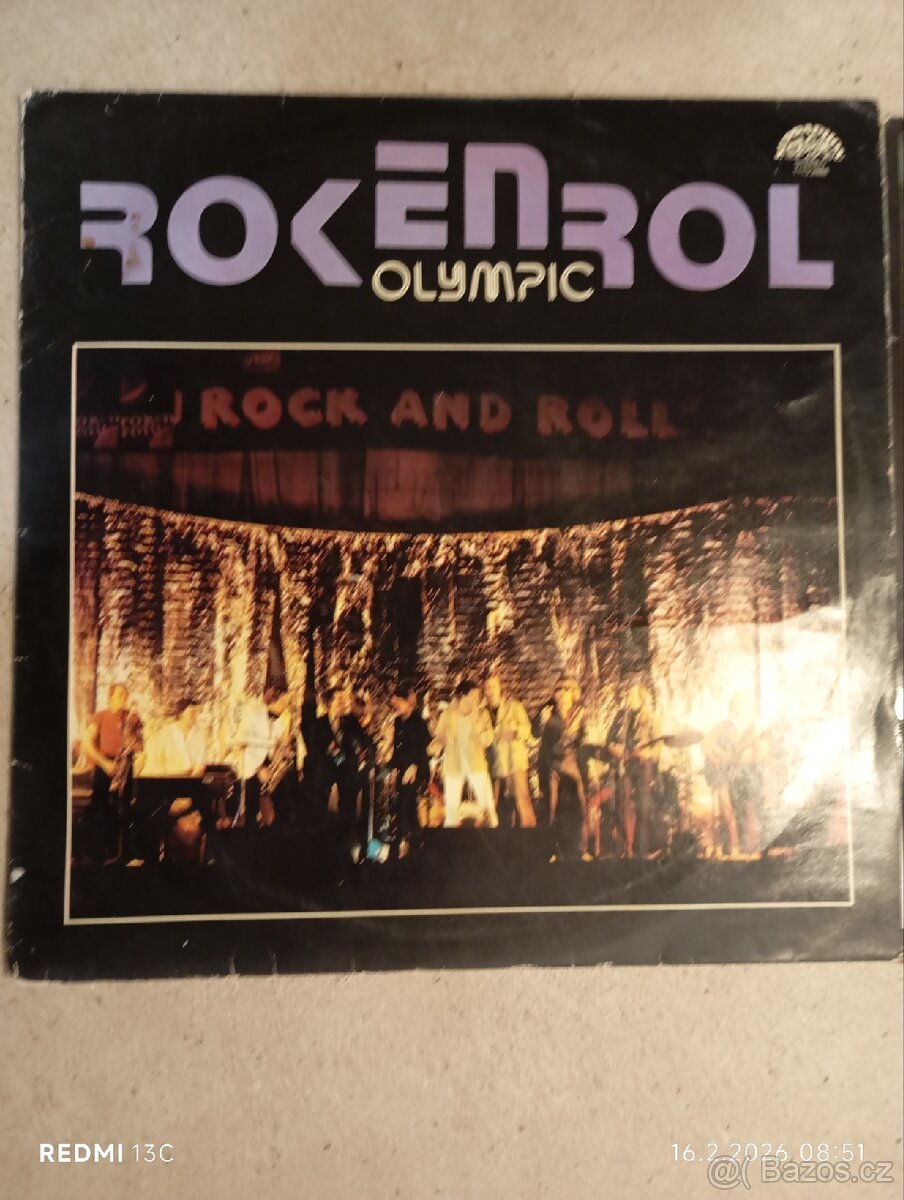 ROKENROL
OLYMPIC
ROCK AND ROLL
REDMI 13C
16.2.2026 08:51
@( Bazos.cz